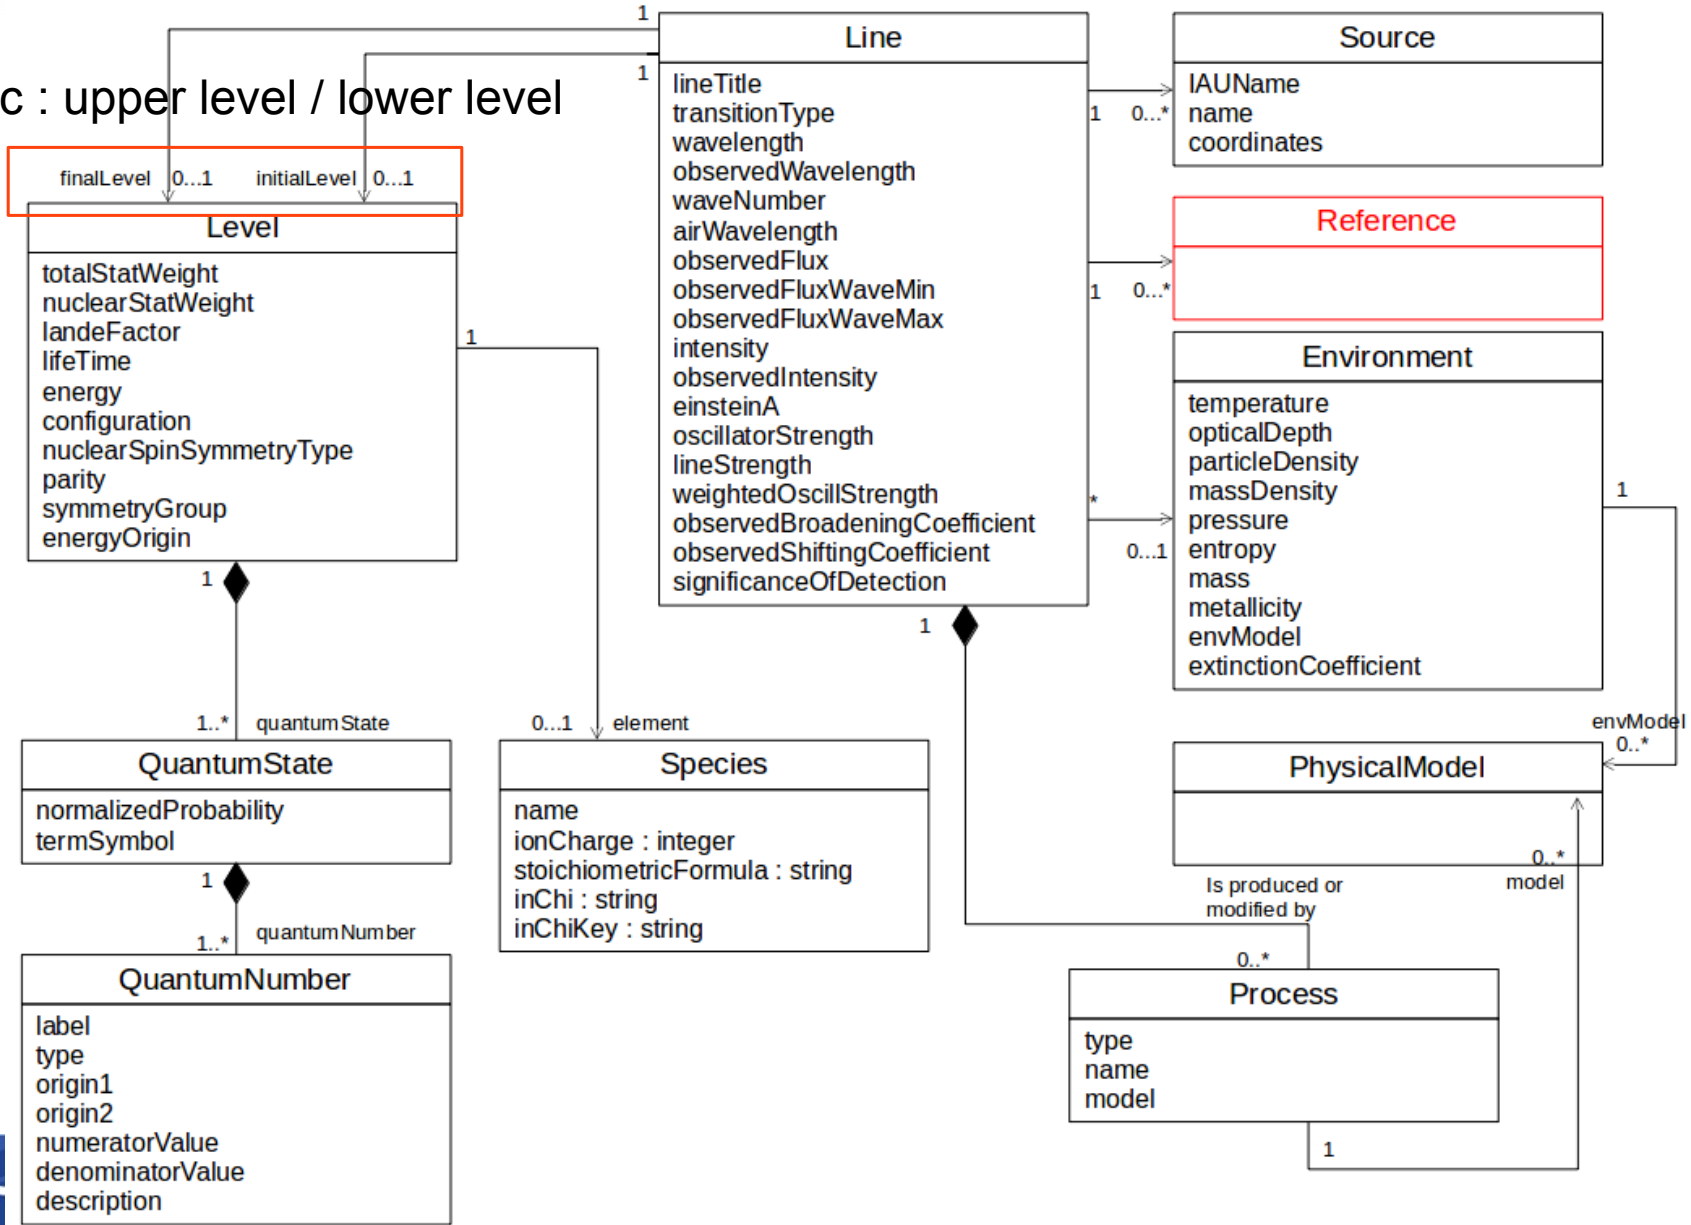 c : upper level / lower level
1
1
finalLevel 0...1 initialLevel 0...1
Level
totalStatWeight
nuclearStatWeight
landeFactor
lifeTime
energy
configuration
nuclearSpinSymmetryType
parity
symmetryGroup
energyOrigin
1
1
1..* quantumState
QuantumState
normalizedProbability
termSymbol
1
1..* quantumNumber
QuantumNumber
label
type
origin1
origin2
numeratorValue
denominatorValue
description
0...1 element
Species
name
ionCharge : integer
stoichiometricFormula : string
inChi : string
inChiKey : string
Line
lineTitle
transitionType
wavelength
observedWavelength
waveNumber
airWavelength
observedFlux
observedFluxWaveMin
observedFluxWaveMax
intensity
observedIntensity
einsteinA
oscillatorStrength
lineStrength
weightedOscillStrength
observedBroadeningCoefficient
observedShiftingCoefficient
significanceOfDetection
1
1 0...*
Source
IAUName
name
coordinates
1 0...*
Reference
*
0...1
Environment
temperature
opticalDepth
particleDensity
massDensity
pressure
entropy
mass
metallicity
envModel
extinctionCoefficient
1
envModel
0..*
PhysicalModel
0..*
model
Is produced or
modified by
0..*
Process
type
name
model
1